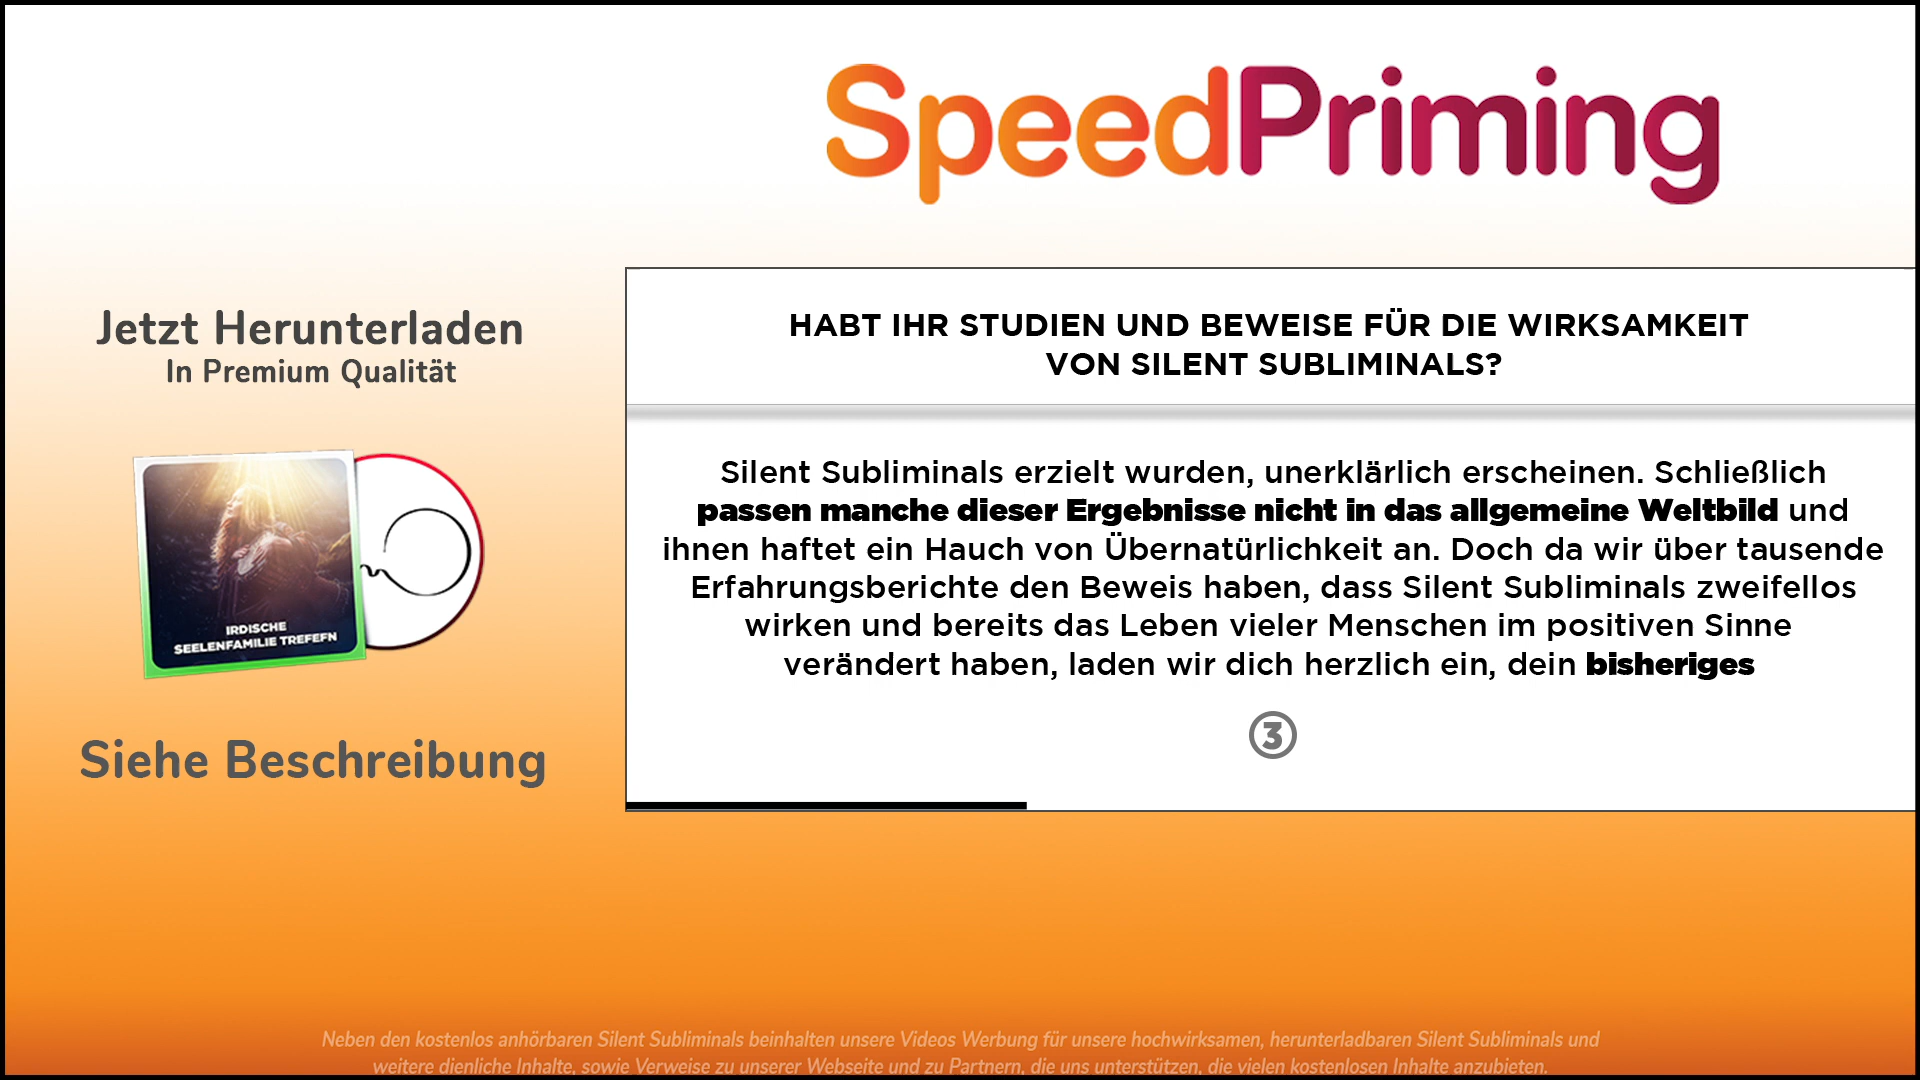 SpeedPriming
Jetzt Herunterladen
In Premium Qualität
IRDISCHE
SEELENFAMILIE TREFEFN
Siehe Beschreibung
HABT IHR STUDIEN UND BEWEISE FÜR DIE WIRKSAMKEIT
VON SILENT SUBLIMINALS?
Silent Subliminals erzielt wurden, unerklärlich erscheinen. Schließlich
passen manche dieser Ergebnisse nicht in das allgemeine Weltbild und
ihnen haftet ein Hauch von Übernatürlichkeit an. Doch da wir über tausende
Erfahrungsberichte den Beweis haben, dass Silent Subliminals zweifellos
wirken und bereits das Leben vieler Menschen im positiven Sinne
verändert haben, laden wir dich herzlich ein, dein bisheriges
3
Neben den kostenlos anhörbaren Silent Subliminals beinhalten unsere Videos Werbung für unsere hochwirksamen, herunterladbaren Silent Subliminals und
weitere dienliche Inhalte, sowie Verweise zu unserer Webseite und zu Partnern, die uns unterstützen, die vielen kostenlosen Inhalte anzubieten.